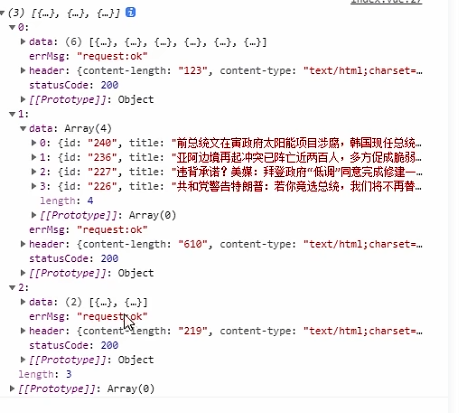 index.vue:27
(3) [{…}, {…}, {…}] i
0:
data: (6) [{…}, {…}, {…}, {…}, {…}, {…}]
errMsg: "request:ok"
header: {content-length: "123", content-type: "text/html;charset=…
statusCode: 200
[[Prototype]]: Object
1:
data: Array(4)
0: {id: "240", title: "前总统文在寅政府太阳能项目涉腐，韩国现任总统…
1: {id: "236", title: "亚阿边境再起冲突已阵亡近两百人，多方促成脆弱…
2: {id: "227", title: "违背承诺？美媒：拜登政府“低调”同意完成修建一…
3: {id: "226", title: "共和党警告特朗普：若你竞选总统，我们将不再替…
length: 4
[[Prototype]]: Array(0)
errMsg: "request:ok"
header: {content-length: "610", content-type: "text/html;charset=…
statusCode: 200
[[Prototype]]: Object
2:
data: (2) [{…}, {…}]
errMsg: "request:ok"
header: {content-length: "219", content-type: "text/html;charset=…
statusCode: 200
[[Prototype]]: Object
length: 3
[[Prototype]]: Array(0)